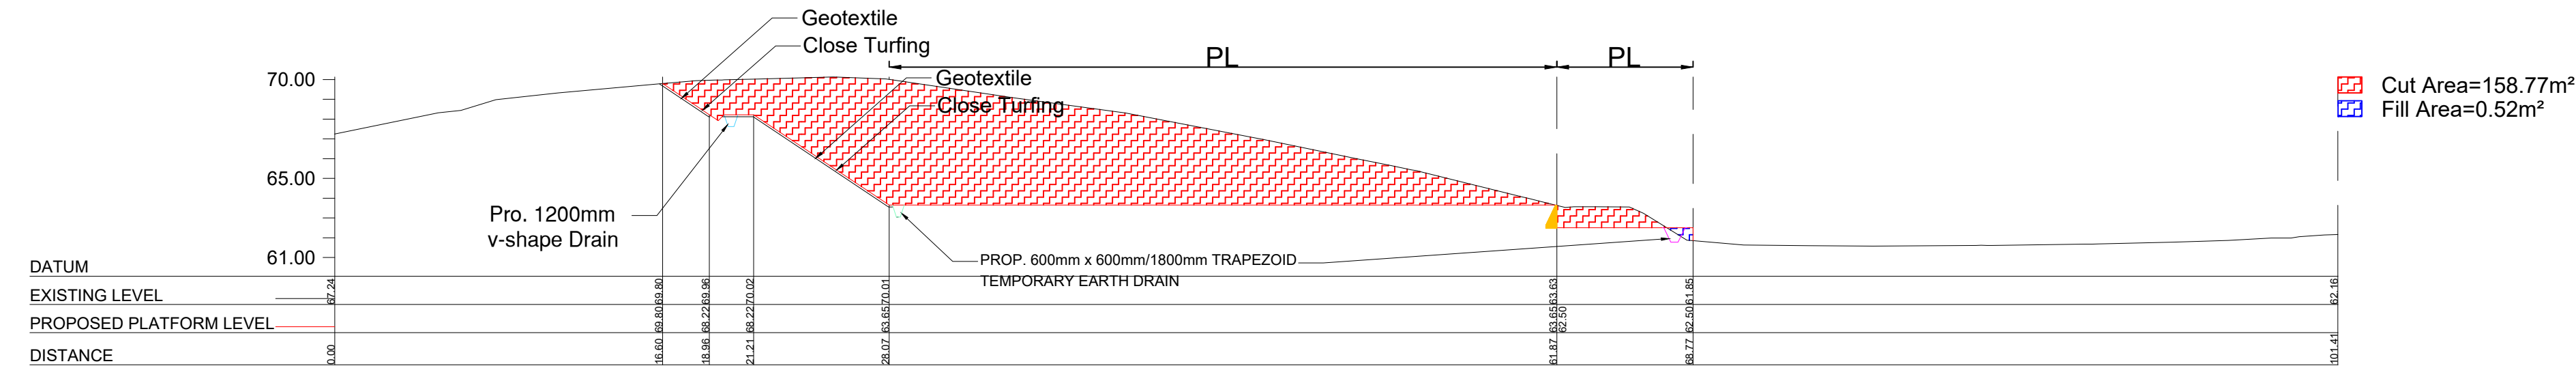 Geotextile
Close Turfing
PL
PL
70.00
Geotextile
Close Turfing
Cut Area=158.77m²
Fill Area=0.52m²
65.00
Pro. 1200mm
v-shape Drain
61.00
PROP. 600mm x 600mm/1800mm TRAPEZOID
TEMPORARY EARTH DRAIN
DATUM
EXISTING LEVEL 67.24 69.80 69.96 70.02 70.01 63.63 61.85 62.16
PROPOSED PLATFORM LEVEL 69.80 68.22 68.22 63.65 63.65 62.50 62.50
DISTANCE 0.00 16.60 18.96 21.21 28.07 61.87 68.77 101.41